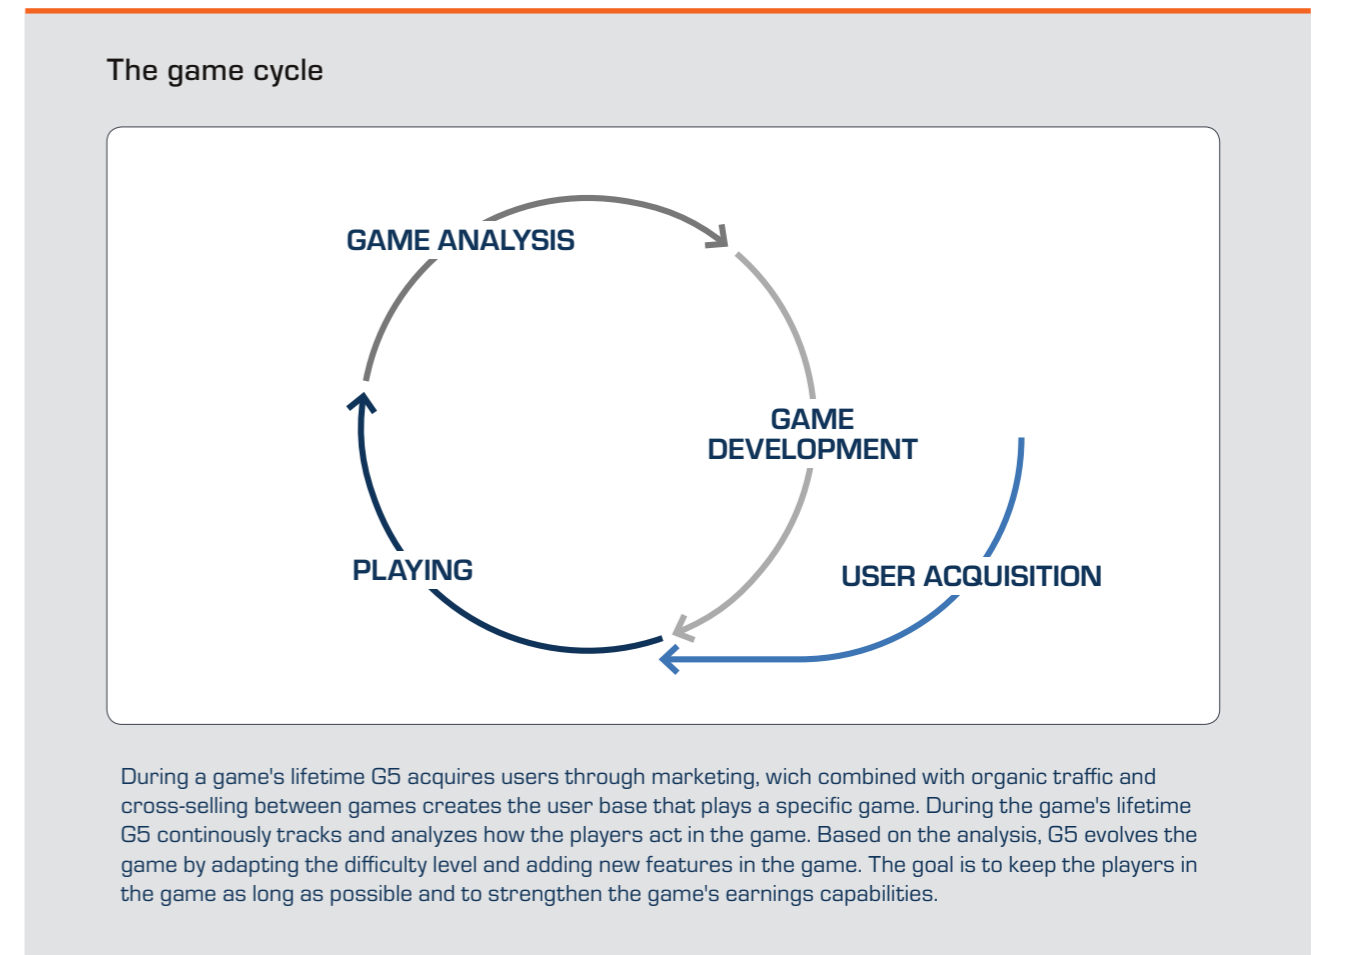 The game cycle
GAME ANALYSIS
GAME
DEVELOPMENT
PLAYING
USER ACQUISITION
During a game's lifetime G5 acquires users through marketing, wich combined with organic traffic and
cross-selling between games creates the user base that plays a specific game. During the game's lifetime
G5 continously tracks and analyzes how the players act in the game. Based on the analysis, G5 evolves the
game by adapting the difficulty level and adding new features in the game. The goal is to keep the players in
the game as long as possible and to strengthen the game's earnings capabilities.